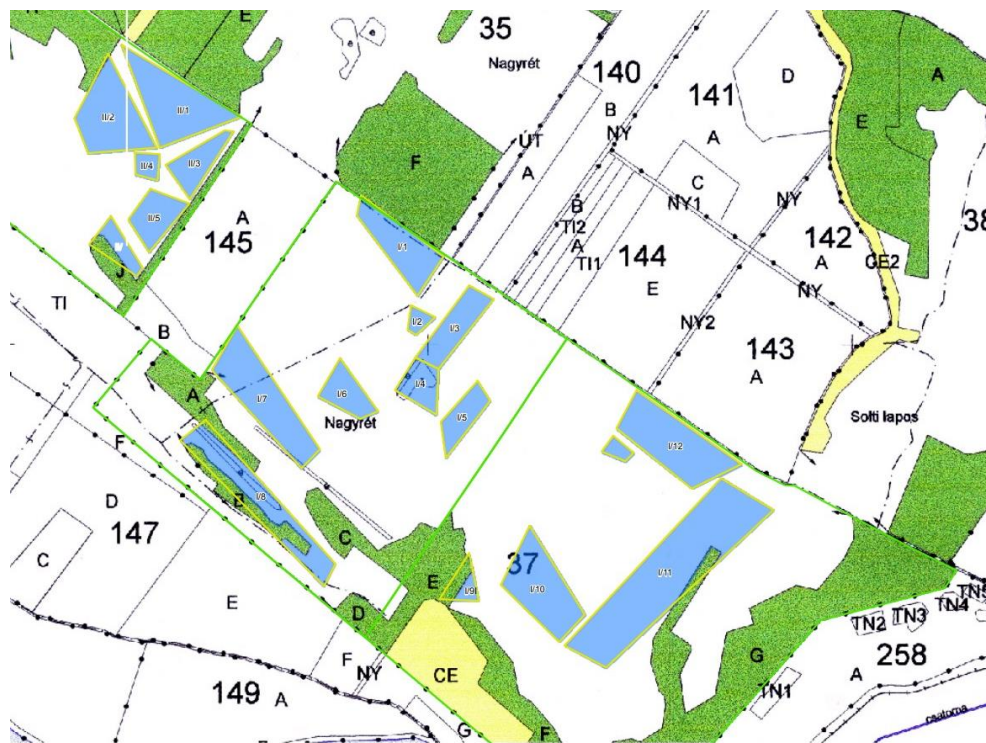 E
35
Nagyrét
140
141
D
A
B
NY
A
E
II/1
II/2
II/3
II/4
II/5
F
ÚT
A
C
NY1
NY
38
A
145
J
B
TI2
A
TI1
144
E
142
A
CE2
NY
I/1
TI
B
I/2
I/3
NY2
143
A
A
I/4
I/5
I/6
I/7
Nagyrét
Solti lapos
F
I/12
D
I/8
B
147
C
C
37
E
E
I/9
I/10
I/11
D
TN5
TN4
TN3
TN2
G
258
A
F
NY
CE
TN1
149
A
G
F
csatorna